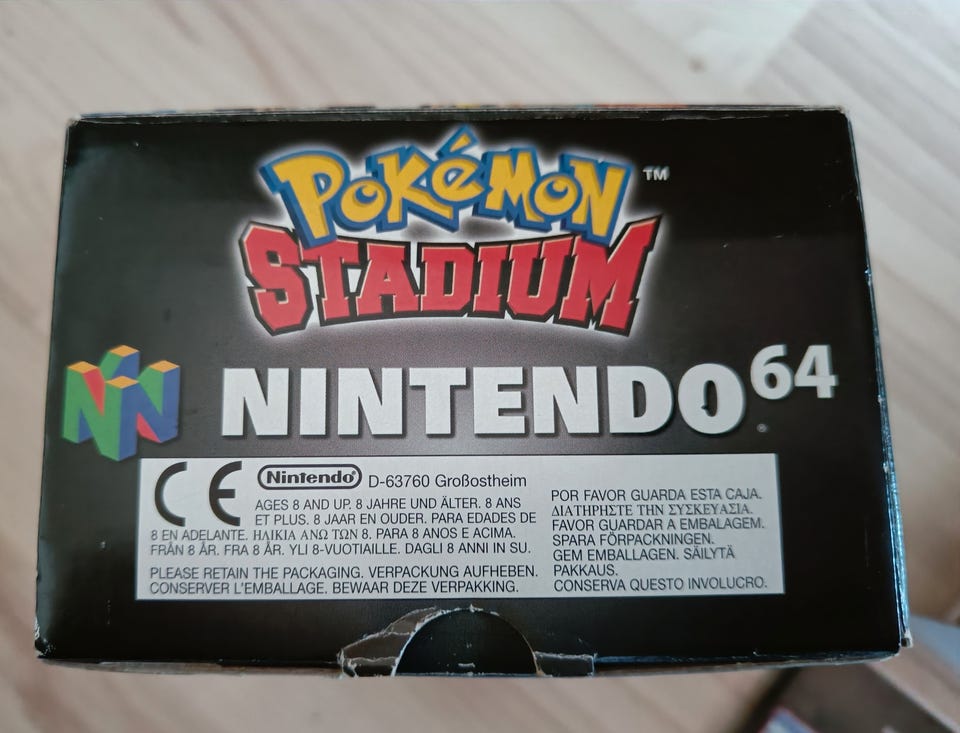 POKéMON™
STADIUM
NINTENDO 64®
CE Nintendo® D-63760 Großostheim
AGES 8 AND UP. 8 JAHRE UND ÄLTER. 8 ANS
ET PLUS. 8 JAAR EN OUDER. PARA EDADES DE
8 EN ADELANTE. ΗΛΙΚΙΑ ΑΝΩ ΤΩΝ 8. PARA 8 ANOS E ACIMA.
FRÅN 8 ÅR. FRA 8 ÅR. YLI 8-VUOTIAILLE. DAGLI 8 ANNI IN SU.
PLEASE RETAIN THE PACKAGING. VERPACKUNG AUFHEBEN.
CONSERVER L'EMBALLAGE. BEWAAR DEZE VERPAKKING.
POR FAVOR GUARDA ESTA CAJA.
ΔΙΑΤΗΡΗΣΤΕ ΤΗΝ ΣΥΣΚΕΥΑΣΙΑ.
FAVOR GUARDAR A EMBALAGEM.
SPARA FÖRPACKNINGEN.
GEM EMBALLAGEN. SÄILYTÄ
PAKKAUS.
CONSERVA QUESTO INVOLUCRO.